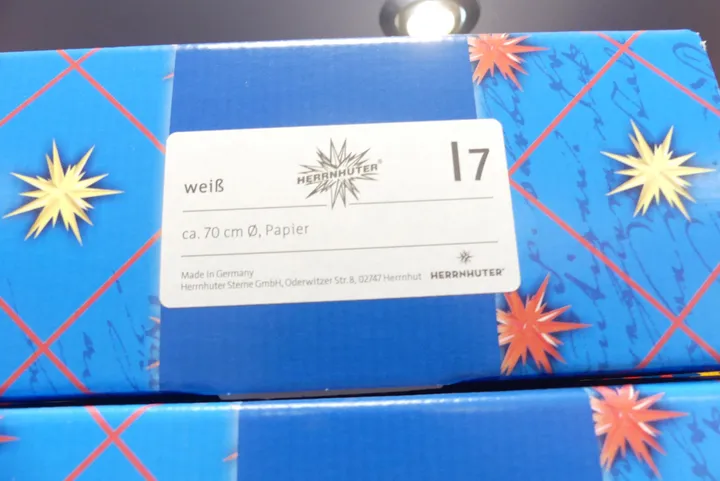 weiß
HERRNHUTER®
I7
ca. 70 cm Ø, Papier
Made in Germany
Herrnhuter Sterne GmbH, Oderwitzer Str. 8, 02747 Herrnhut
HERRNHUTER®